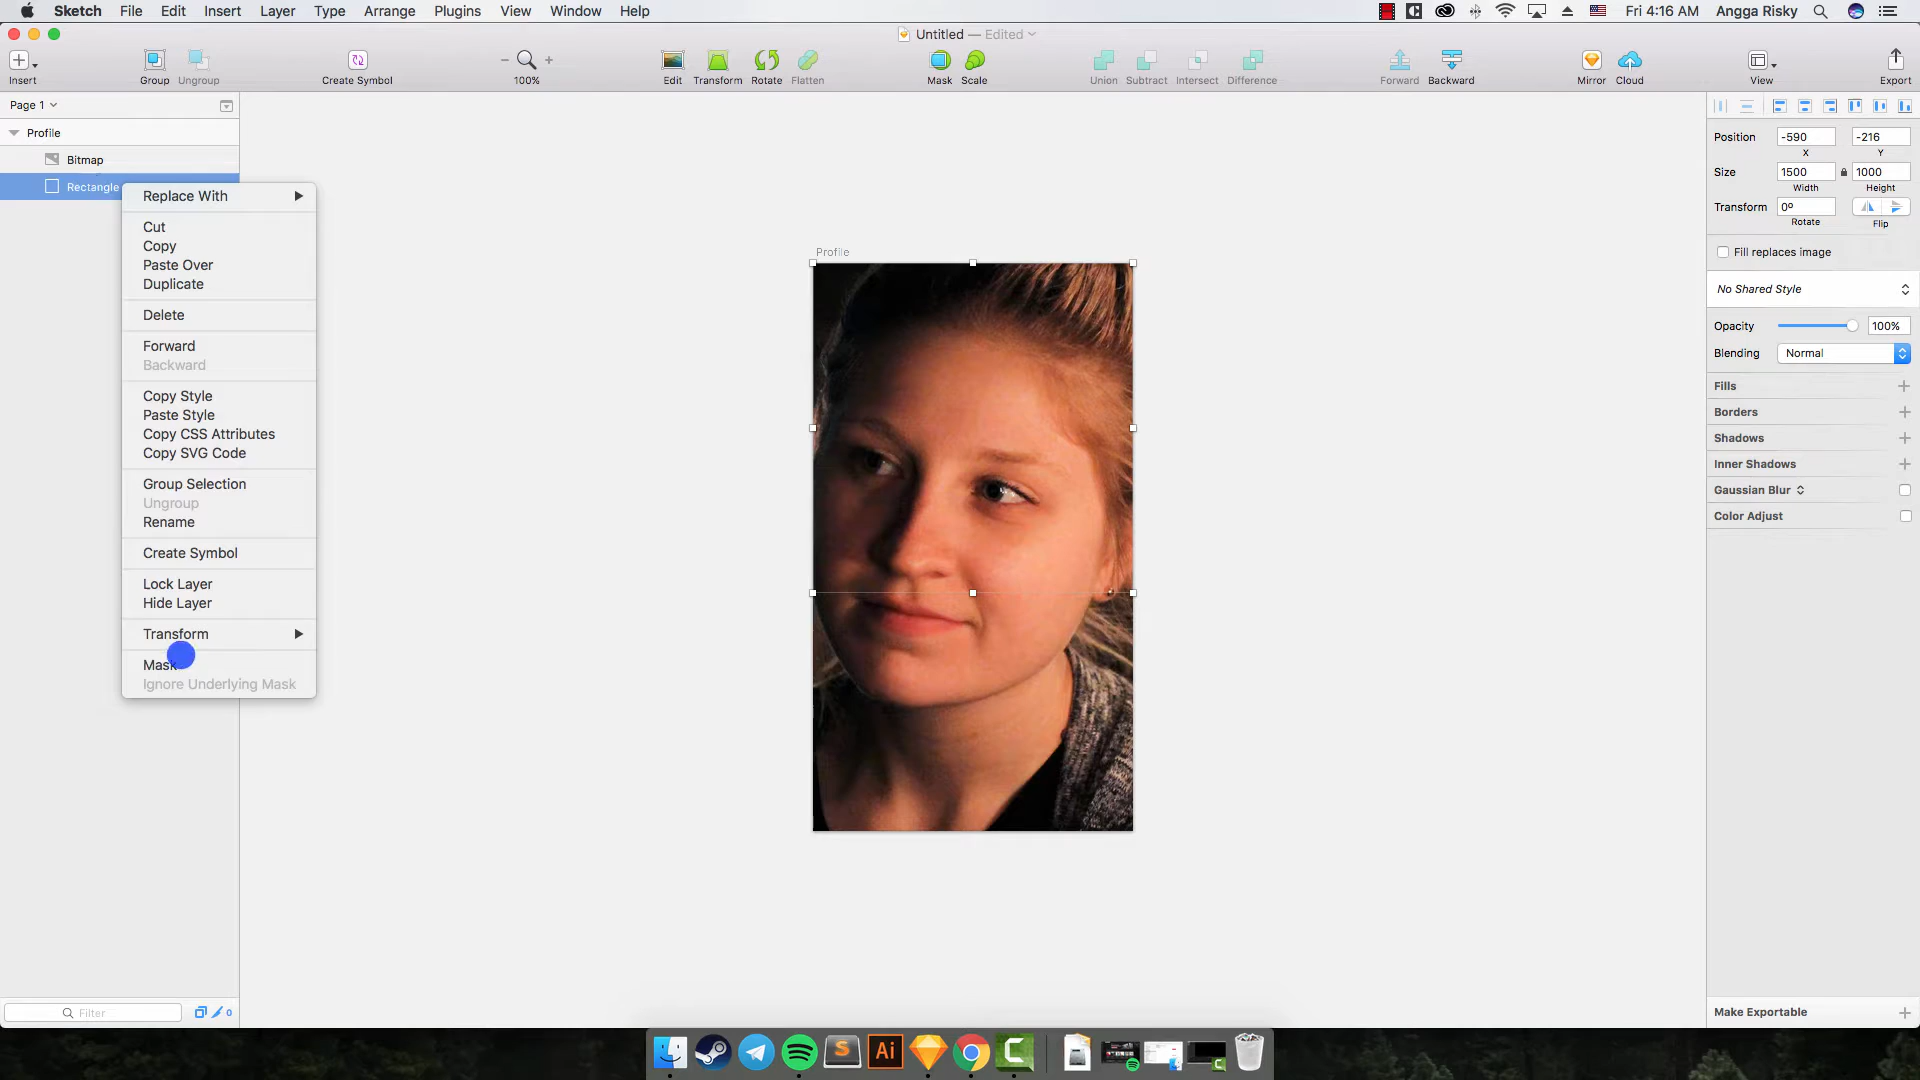 Sketch File Edit Insert Layer Type Arrange Plugins View Window Help Fri 4:16 AM Angga Risky
Untitled — Edited
Insert Group Ungroup Create Symbol 100% Edit Transform Rotate Flatten Mask Scale Union Subtract Intersect Difference Forward Backward Mirror Cloud View Export
Page 1
Profile
Bitmap
Rectangle
Replace With
Cut
Copy
Paste Over
Duplicate
Delete
Forward
Backward
Copy Style
Paste Style
Copy CSS Attributes
Copy SVG Code
Group Selection
Ungroup
Rename
Create Symbol
Lock Layer
Hide Layer
Transform
Mask
Ignore Underlying Mask
Filter
0
Profile
Position -590 -216
X Y
Size 1500 1000
Width Height
Transform 0º
Rotate Flip
Fill replaces image
No Shared Style
Opacity 100%
Blending Normal
Fills
Borders
Shadows
Inner Shadows
Gaussian Blur
Color Adjust
Make Exportable
S Ai C